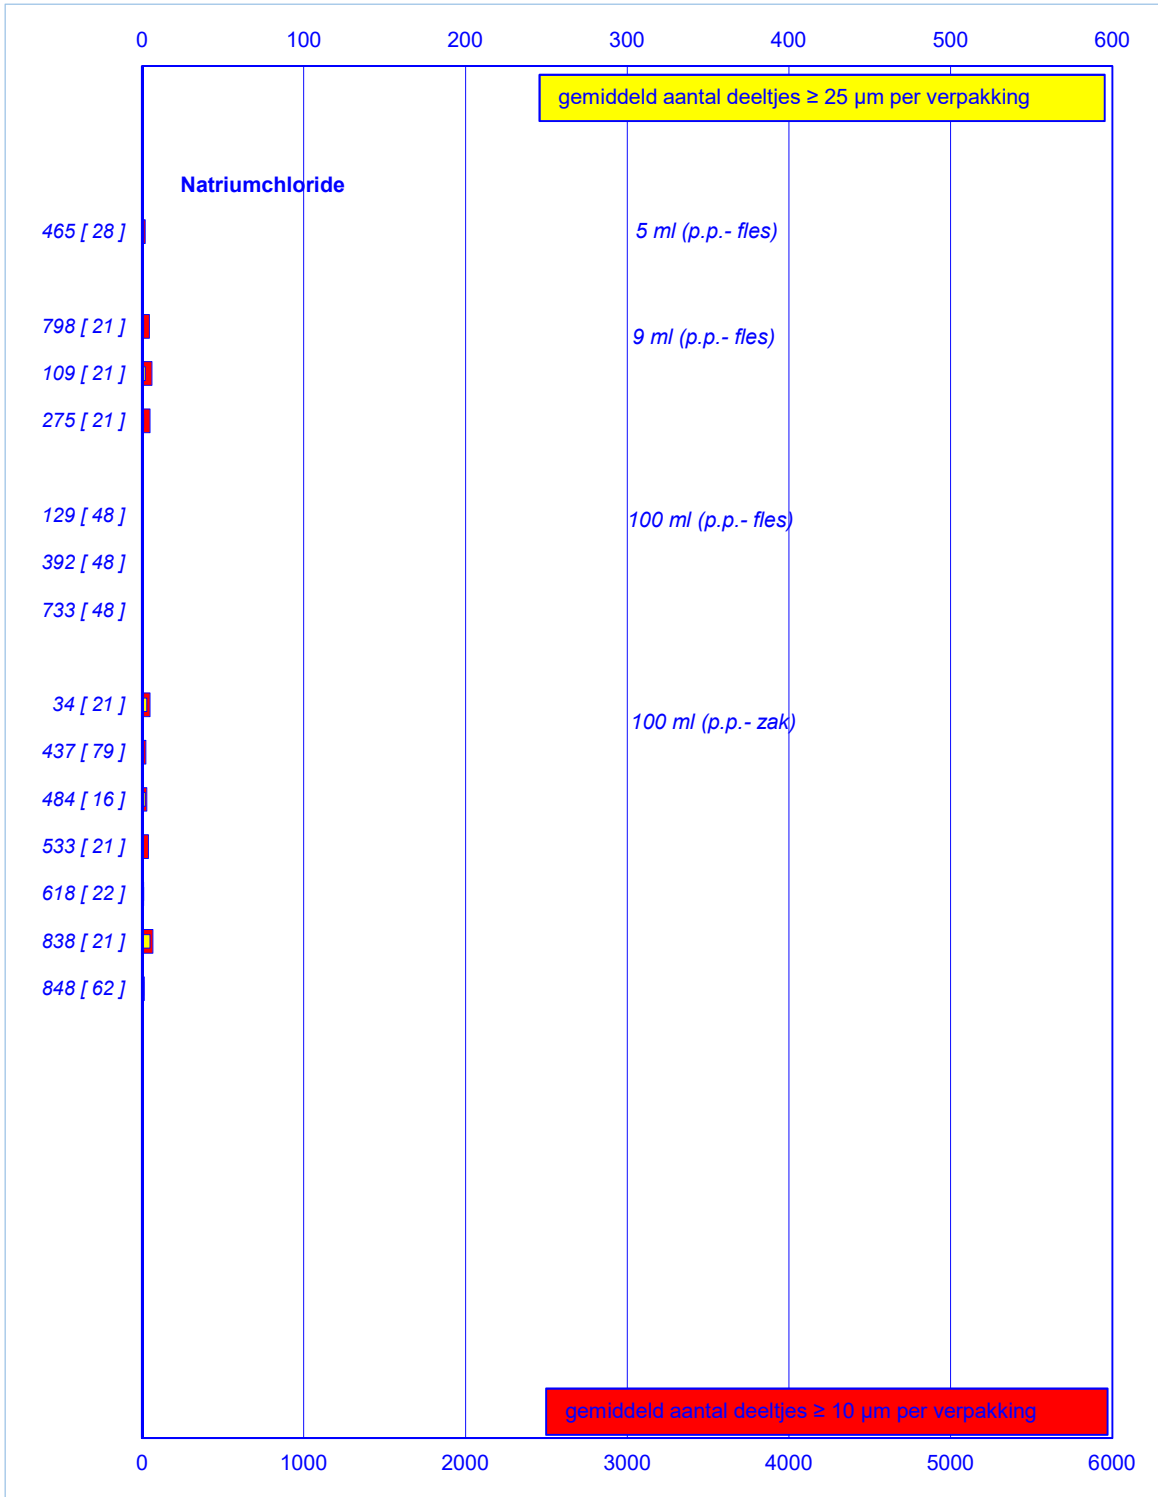 0 100 200 300 400 500 600
gemiddeld aantal deeltjes ≥ 25 µm per verpakking
Natriumchloride
465 [ 28 ] 5 ml (p.p.- fles)
798 [ 21 ] 9 ml (p.p.- fles)
109 [ 21 ]
275 [ 21 ]
129 [ 48 ] 100 ml (p.p.- fles)
392 [ 48 ]
733 [ 48 ]
34 [ 21 ] 100 ml (p.p.- zak)
437 [ 79 ]
484 [ 16 ]
533 [ 21 ]
618 [ 22 ]
838 [ 21 ]
848 [ 62 ]
gemiddeld aantal deeltjes ≥ 10 µm per verpakking
0 1000 2000 3000 4000 5000 6000